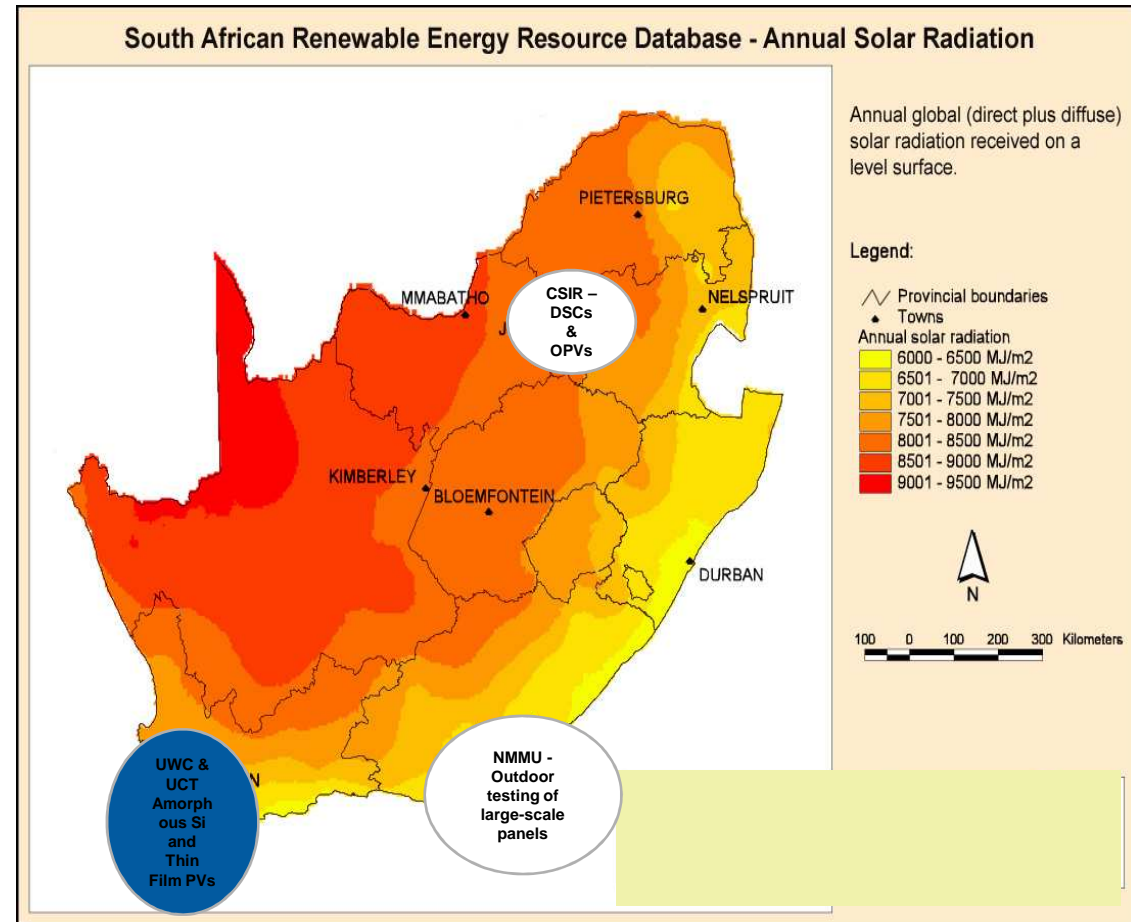 South African Renewable Energy Resource Database - Annual Solar Radiation
Annual global (direct plus diffuse)
solar radiation received on a
level surface.
PIETERSBURG
Legend:
MMABATHO
CSIR –
DSCs
&
OPVs
J
NELSPRUIT
Provincial boundaries
Towns
Annual solar radiation
6000 - 6500 MJ/m2
6501 - 7000 MJ/m2
7001 - 7500 MJ/m2
7501 - 8000 MJ/m2
8001 - 8500 MJ/m2
8501 - 9000 MJ/m2
9001 - 9500 MJ/m2
KIMBERLEY
BLOEMFONTEIN
DURBAN
N
100 0 100 200 300 Kilometers
UWC &
UCT
Amorph
ous Si
and
Thin
Film PVs
N
NMMU -
Outdoor
testing of
large-scale
panels